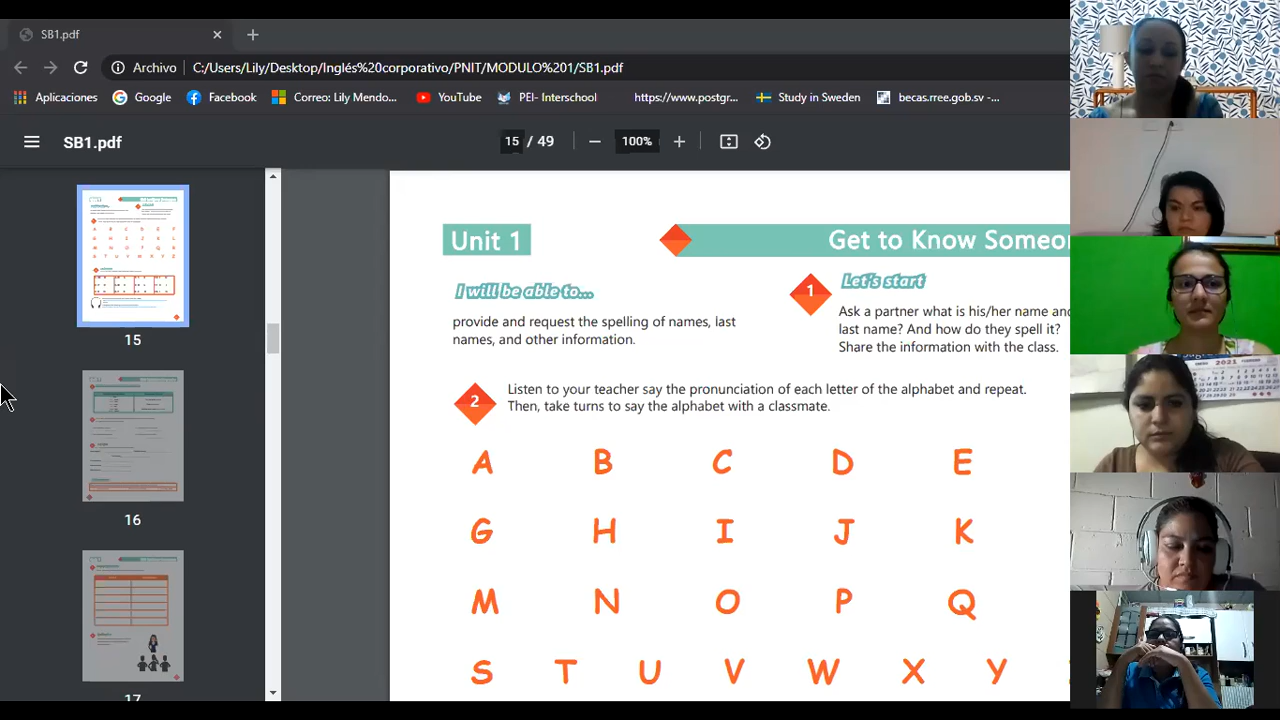 SB1.pdf
Archivo C:/Users/Lily/Desktop/Inglés%20corporativo/PNIT/MODULO%201/SB1.pdf
Aplicaciones Google Facebook Correo: Lily Mendo... YouTube PEI- Interschool https://www.postgr... Study in Sweden becas.rree.gob.sv -...
SB1.pdf 15 / 49 100%
15
16
17
Unit 1 Get to Know Someo
I will be able to...
provide and request the spelling of names, last
names, and other information.
1 Let's start
Ask a partner what is his/her name and
last name? And how do they spell it?
Share the information with the class.
2 Listen to your teacher say the pronunciation of each letter of the alphabet and repeat.
Then, take turns to say the alphabet with a classmate.
A B C D E
G H I J K
M N O P Q
S T U V W X Y
ENERO 2021 FEBRERO